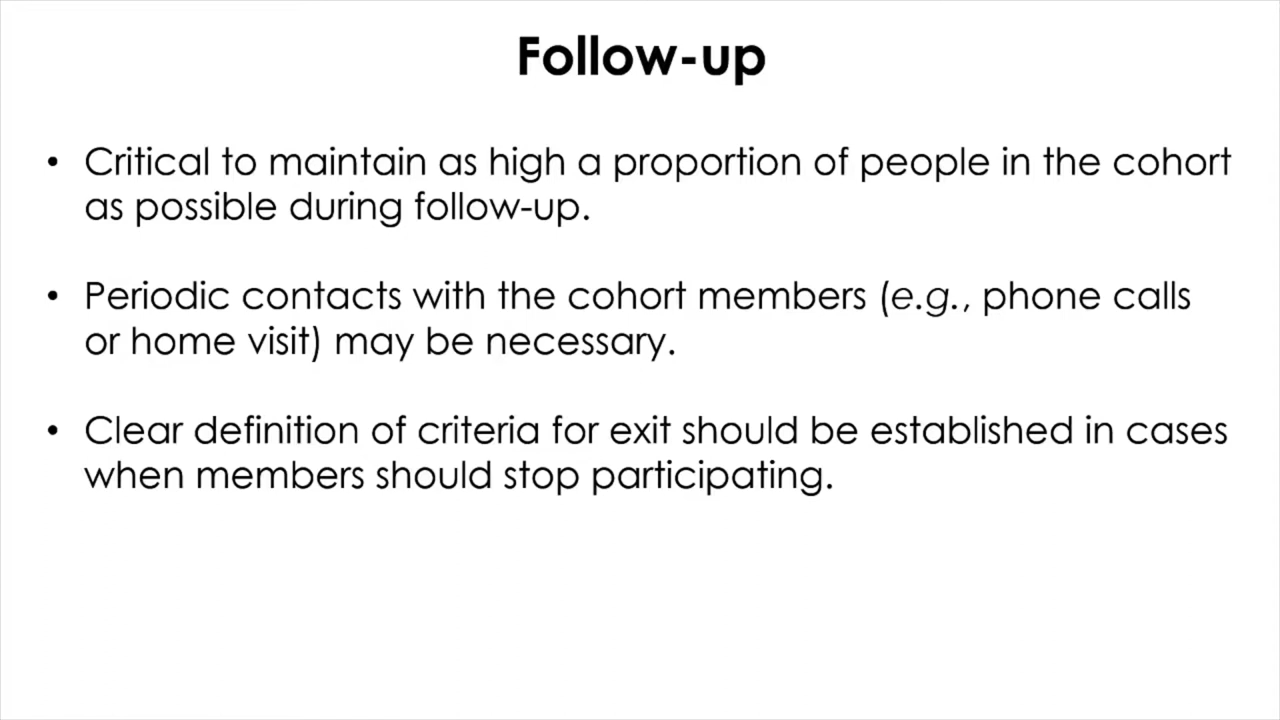 Follow-up
• Critical to maintain as high a proportion of people in the cohort
as possible during follow-up.
• Periodic contacts with the cohort members (e.g., phone calls
or home visit) may be necessary.
• Clear definition of criteria for exit should be established in cases
when members should stop participating.